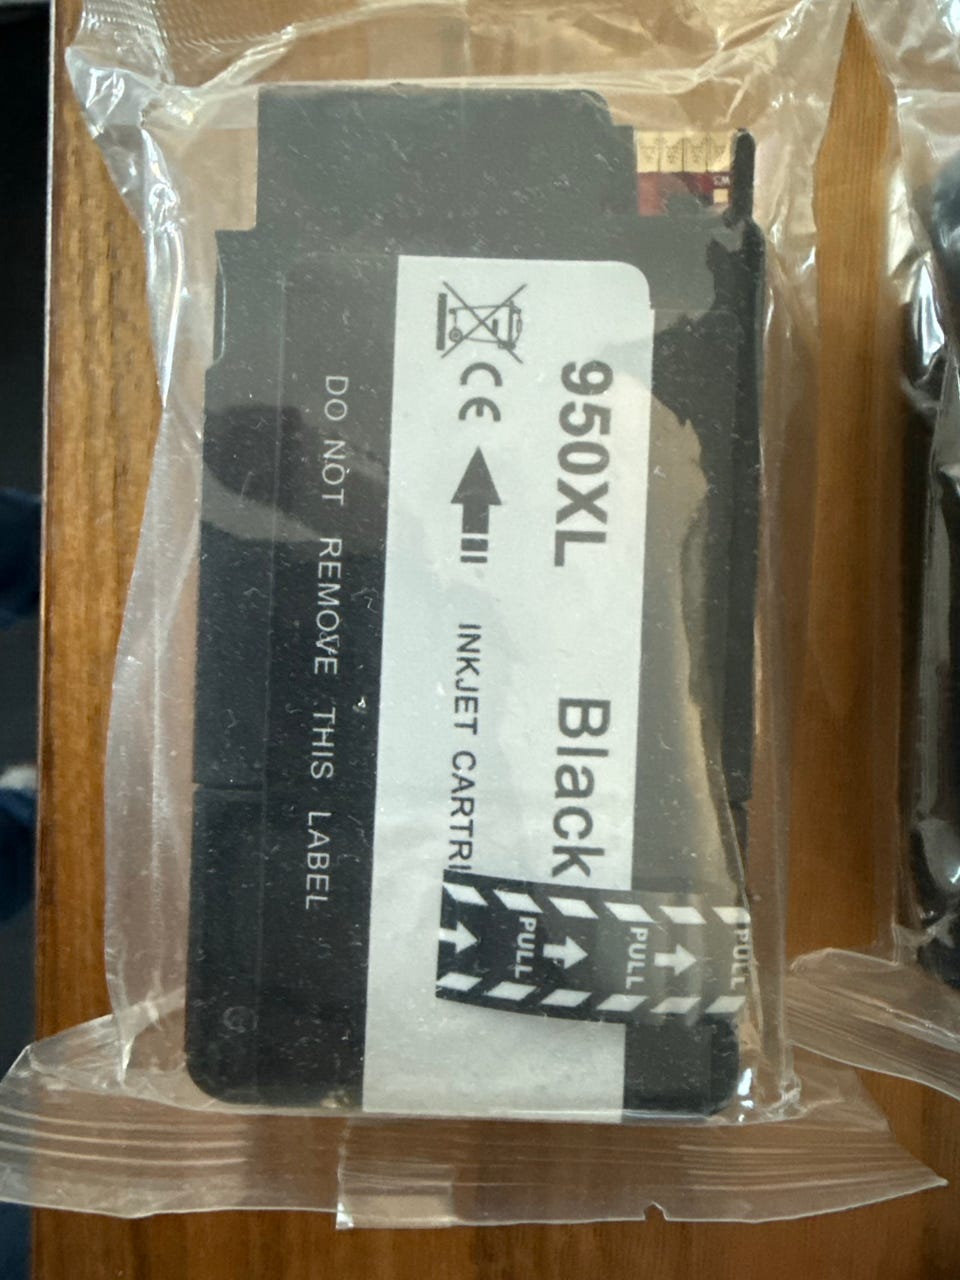 950XL Black
CE INKJET CARTRI
DO NOT REMOVE THIS LABEL
PULL PULL PULL